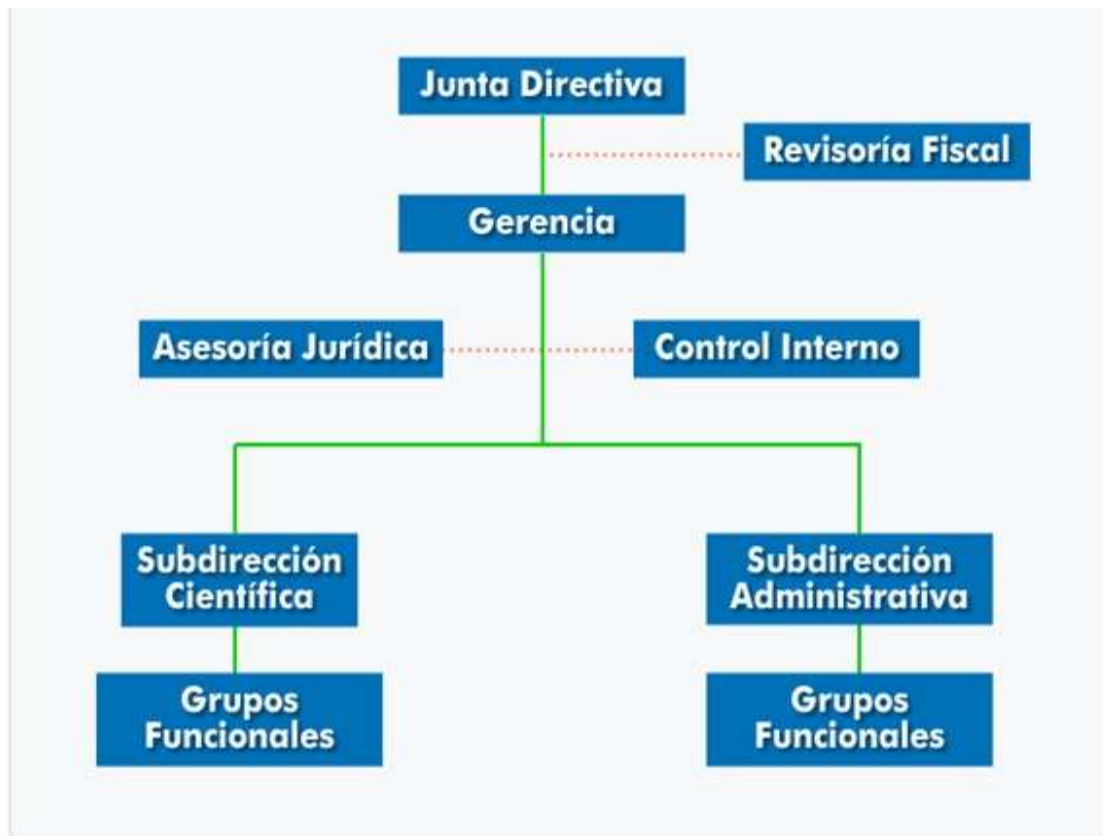 Junta Directiva
Revisoría Fiscal
Gerencia
Asesoría Jurídica
Control Interno
Subdirección
Científica
Subdirección
Administrativa
Grupos
Funcionales
Grupos
Funcionales